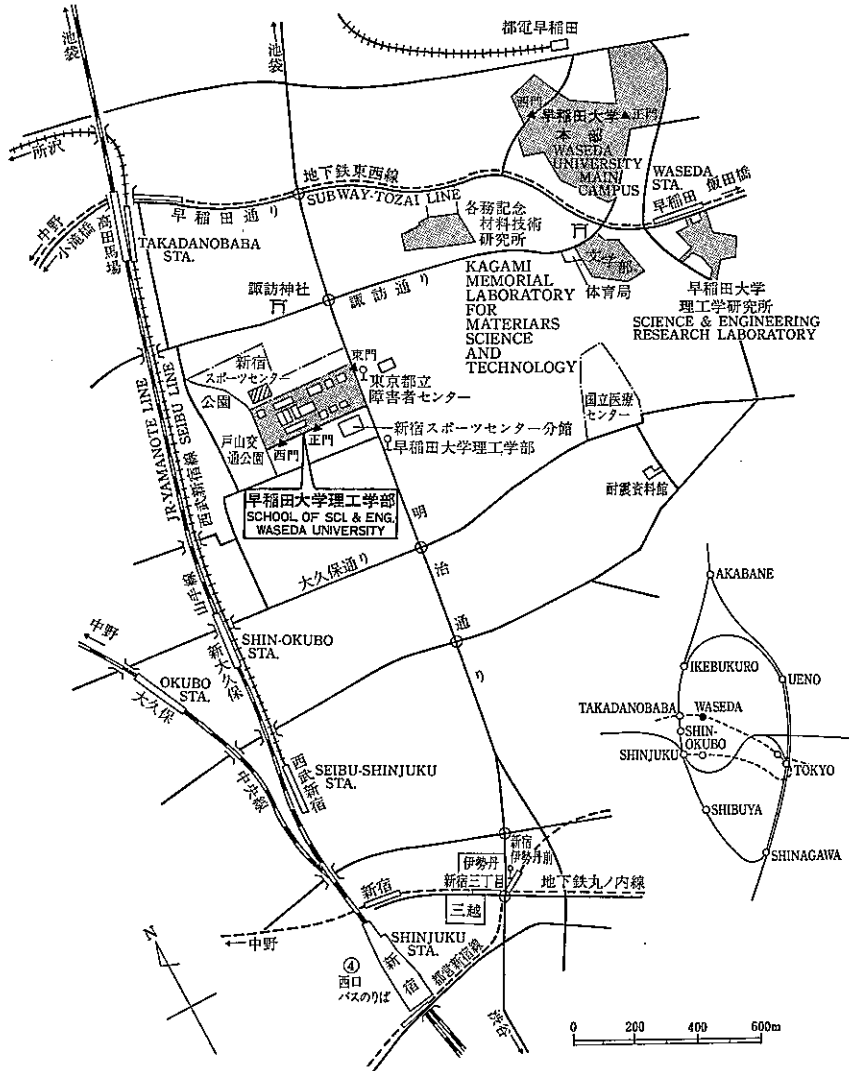 池袋
池袋
都電早稲田
所沢
西門
早稲田大学
正門
本部
WASEDA
UNIVERSITY
MAIN
CAMPUS
地下鉄東西線
SUBWAY-TOZAI LINE
WASEDA
STA.
早稲田
飯田橋
早稲田通り
中野
小滝橋
高田馬場
TAKADANOBABA
STA.
各務記念
材料技術
研究所
文学部
体育局
KAGAMI
MEMORIAL
LABORATORY
FOR
MATERIARS
SCIENCE
AND
TECHNOLOGY
早稲田大学
理工学研究所
SCIENCE & ENGINEERING
RESEARCH LABORATORY
諏訪神社
諏訪通り
新宿
スポーツセンター
公園
東門
東京都立
障害者センター
国立医療
センター
戸山交
通公園
西門
正門
新宿スポーツセンター分館
早稲田大学理工学部
早稲田大学理工学部
SCHOOL OF SCI. & ENG.
WASEDA UNIVERSITY
耐震資料館
JR-YAMANOTE LINE
西武新宿線 SEIBU LINE
山手線
明治通り
大久保通り
中野
SHIN-OKUBO
STA.
新大久保
OKUBO
STA.
大久保
中央線
西武新宿
SEIBU-SHINJUKU
STA.
新宿
伊勢丹前
伊勢丹
新宿三丁目
地下鉄丸ノ内線
三越
新宿
中野
SHINJUKU
STA.
新宿
都営新宿線
④
西口
バスのりば
渋谷
N
AKABANE
IKEBUKURO
UENO
TAKADANOBABA
WASEDA
SHIN-
OKUBO
SHINJUKU
TOKYO
SHIBUYA
SHINAGAWA
0 200 400 600m